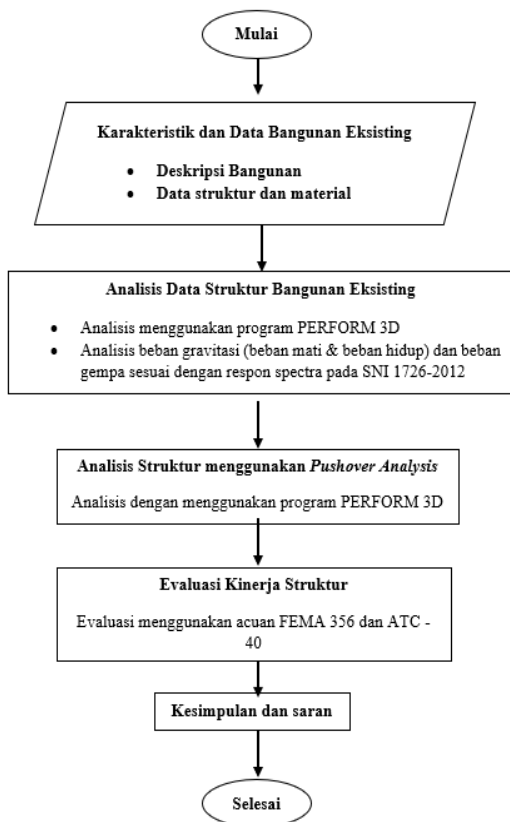 Mulai
Karakteristik dan Data Bangunan Eksisting
• Deskripsi Bangunan
• Data struktur dan material
Analisis Data Struktur Bangunan Eksisting
• Analisis menggunakan program PERFORM 3D
• Analisis beban gravitasi (beban mati & beban hidup) dan beban
gempa sesuai dengan respon spectra pada SNI 1726-2012
Analisis Struktur menggunakan Pushover Analysis
Analisis dengan menggunakan program PERFORM 3D
Evaluasi Kinerja Struktur
Evaluasi menggunakan acuan FEMA 356 dan ATC -
40
Kesimpulan dan saran
Selesai